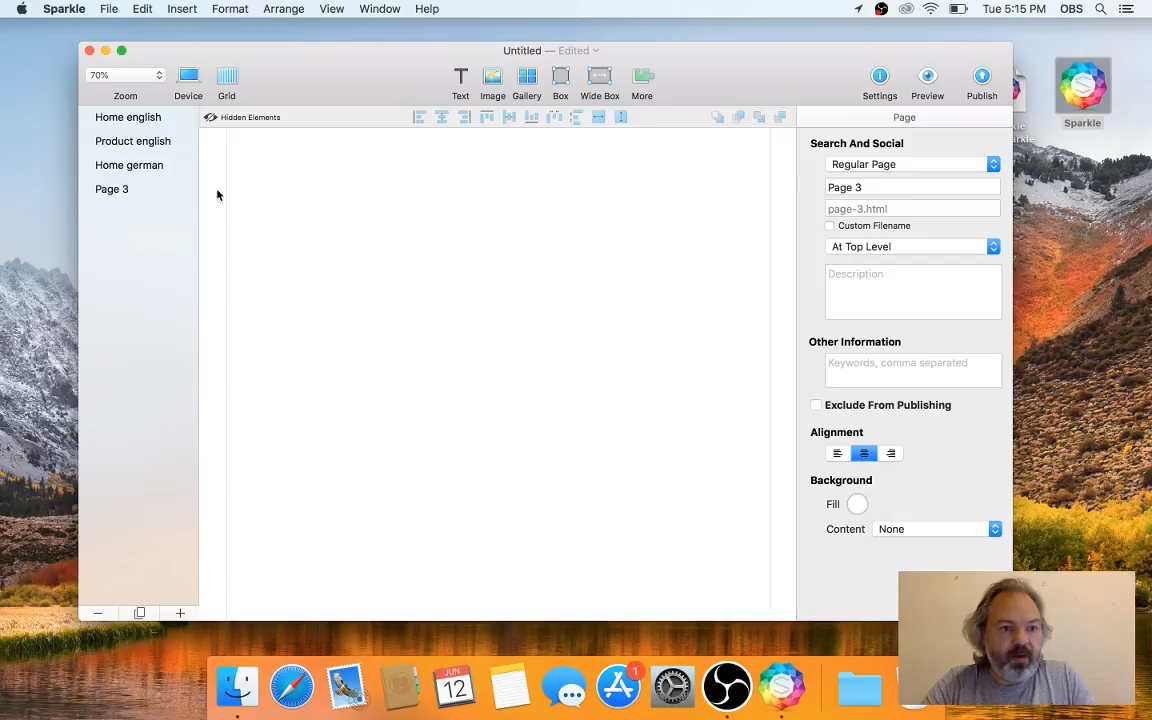 Sparkle File Edit Insert Format Arrange View Window Help Tue 5:15 PM OBS
Untitled — Edited
70%
Zoom Device Grid Text Image Gallery Box Wide Box More Settings Preview Publish
Sparkle
Home english
Product english
Home german
Page 3
Hidden Elements
Page
Search And Social
Regular Page
Page 3
page-3.html
Custom Filename
At Top Level
Description
Other Information
Keywords, comma separated
Exclude From Publishing
Alignment
Background
Fill
Content None
1
JUN
12